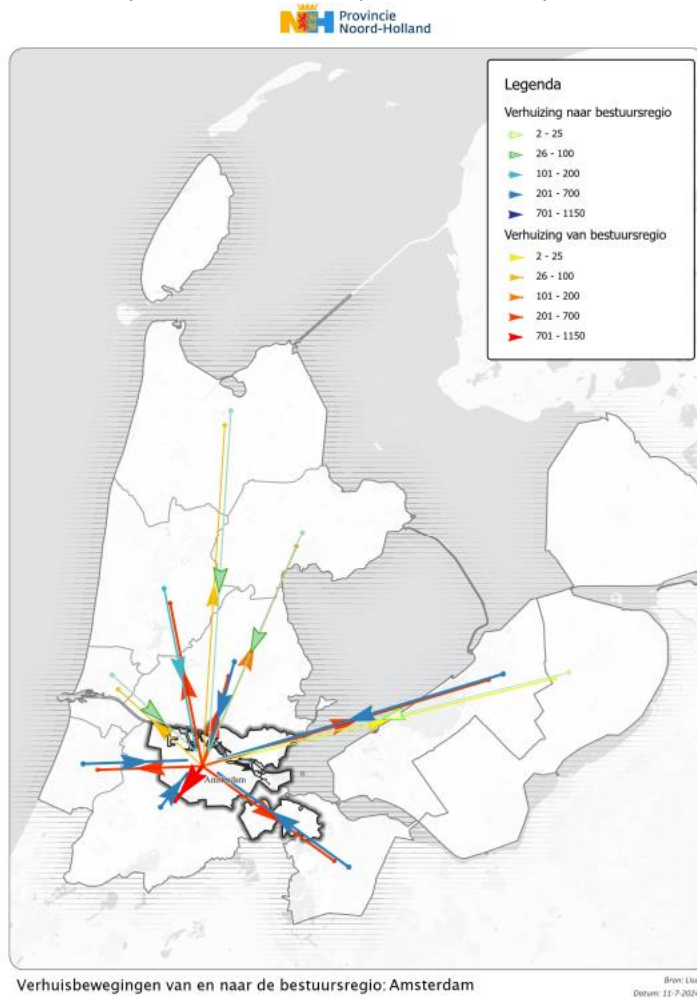 Provincie
Noord-Holland
Legenda
Verhuizing naar bestuursregio
2 - 25
26 - 100
101 - 200
201 - 700
701 - 1150
Verhuizing van bestuursregio
2 - 25
26 - 100
101 - 200
201 - 700
701 - 1150
Amsterdam
Verhuisbewegingen van en naar de bestuursregio: Amsterdam
Bron:
Datum: 11-7-202